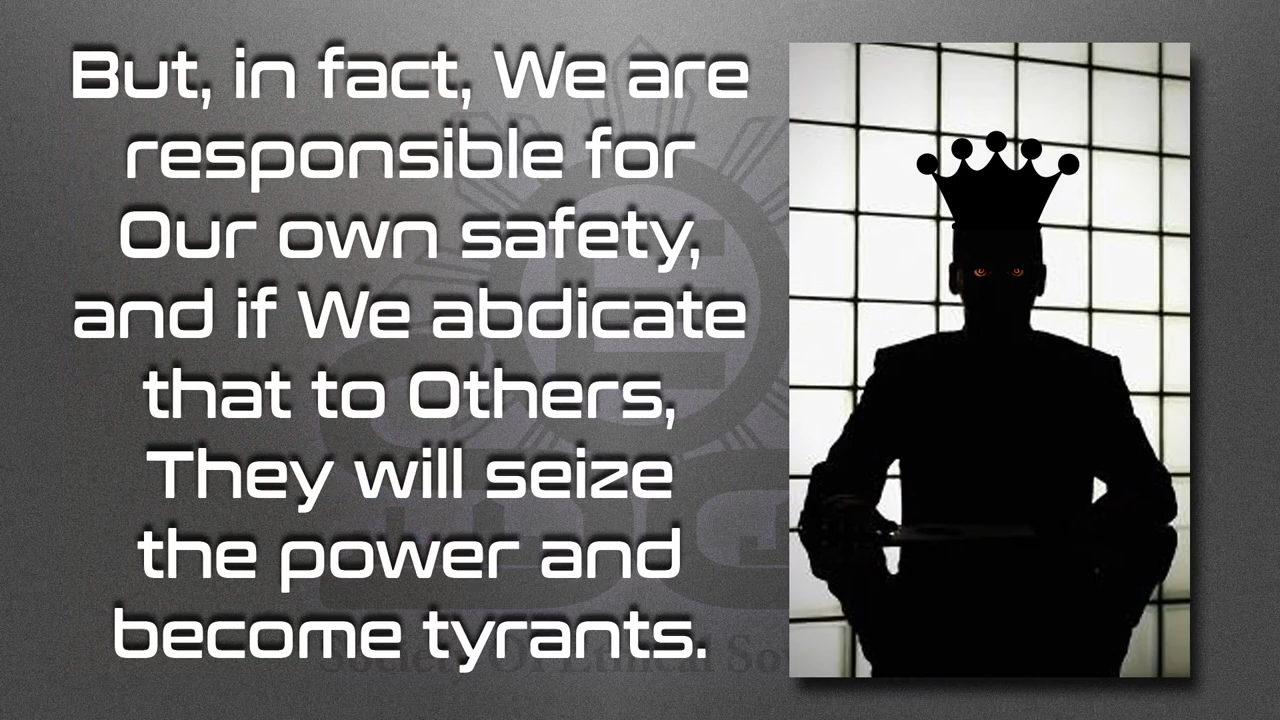 But, in fact, We are
responsible for
Our own safety,
and if We abdicate
that to Others,
They will seize
the power and
become tyrants.